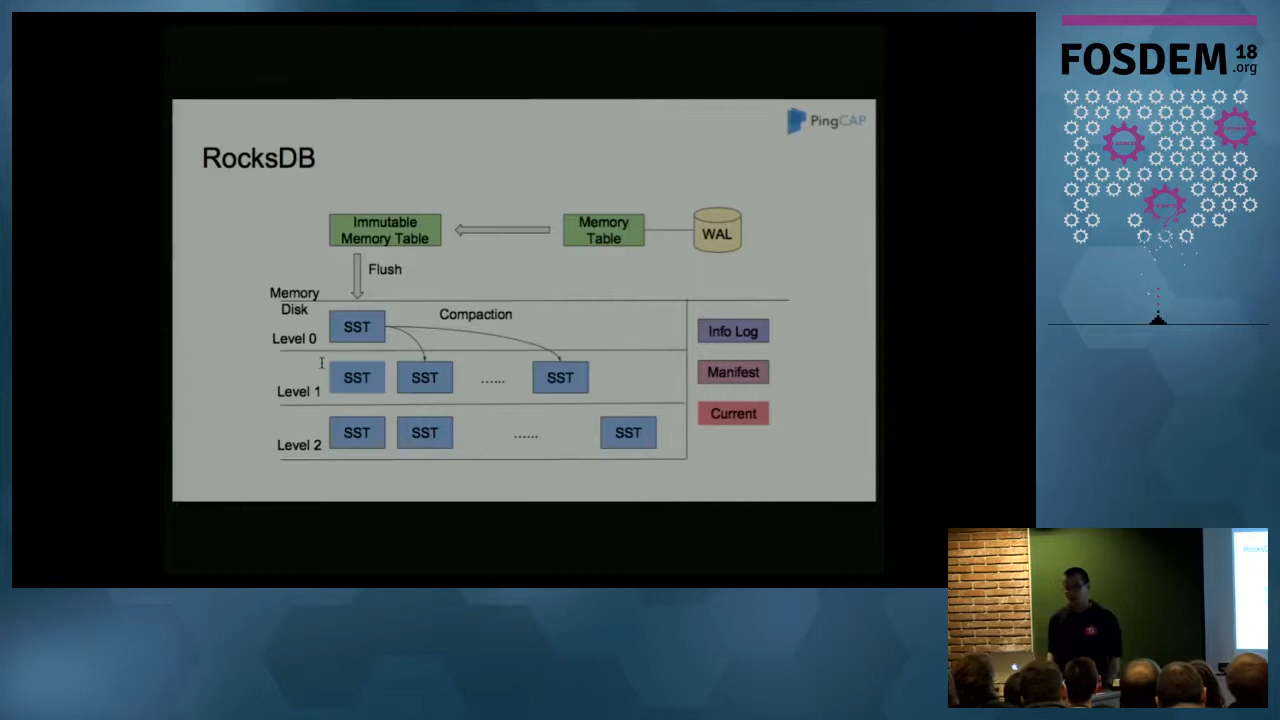 FOSDEM 18
.org
PingCAP
RocksDB
Immutable
Memory Table
Memory
Table
WAL
Flush
Memory
Disk
Compaction
Level 0
SST
Info Log
Level 1
SST
SST
......
SST
Manifest
Current
Level 2
SST
SST
......
SST